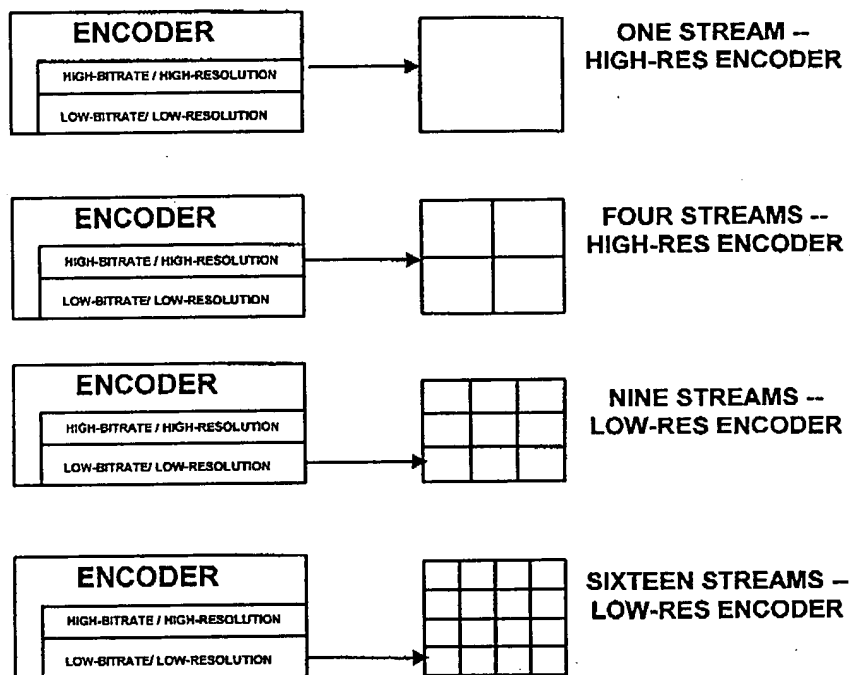 ENCODER
HIGH-BITRATE / HIGH-RESOLUTION
LOW-BITRATE/ LOW-RESOLUTION
ONE STREAM --
HIGH-RES ENCODER
ENCODER
HIGH-BITRATE / HIGH-RESOLUTION
LOW-BITRATE/ LOW-RESOLUTION
FOUR STREAMS --
HIGH-RES ENCODER
ENCODER
HIGH-BITRATE / HIGH-RESOLUTION
LOW-BITRATE/ LOW-RESOLUTION
NINE STREAMS --
LOW-RES ENCODER
ENCODER
HIGH-BITRATE / HIGH-RESOLUTION
LOW-BITRATE/ LOW-RESOLUTION
SIXTEEN STREAMS --
LOW-RES ENCODER